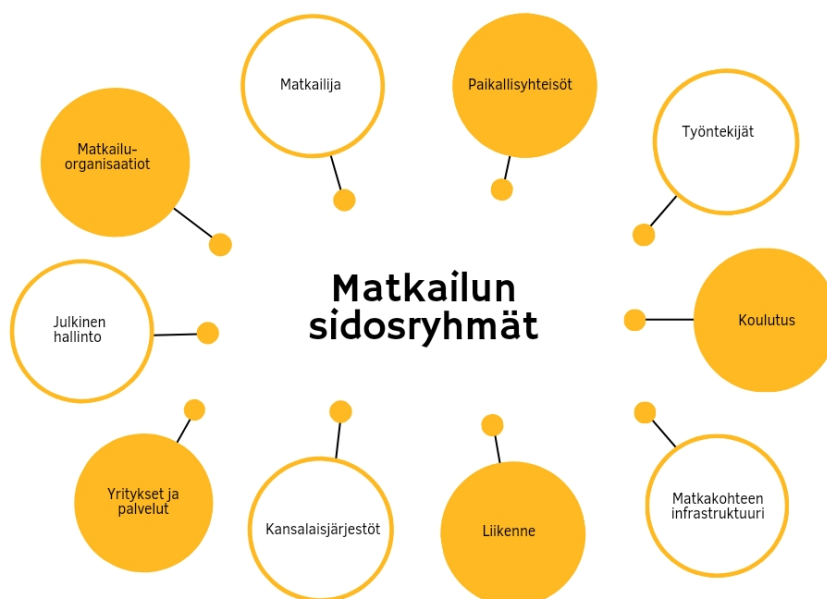 Matkailija
Paikallisyhteisöt
Työntekijät
Matkailu-
organisaatiot
Matkailun
sidosryhmät
Julkinen
hallinto
Koulutus
Yritykset ja
palvelut
Kansalaisjärjestöt
Liikenne
Matkakohteen
infrastruktuuri